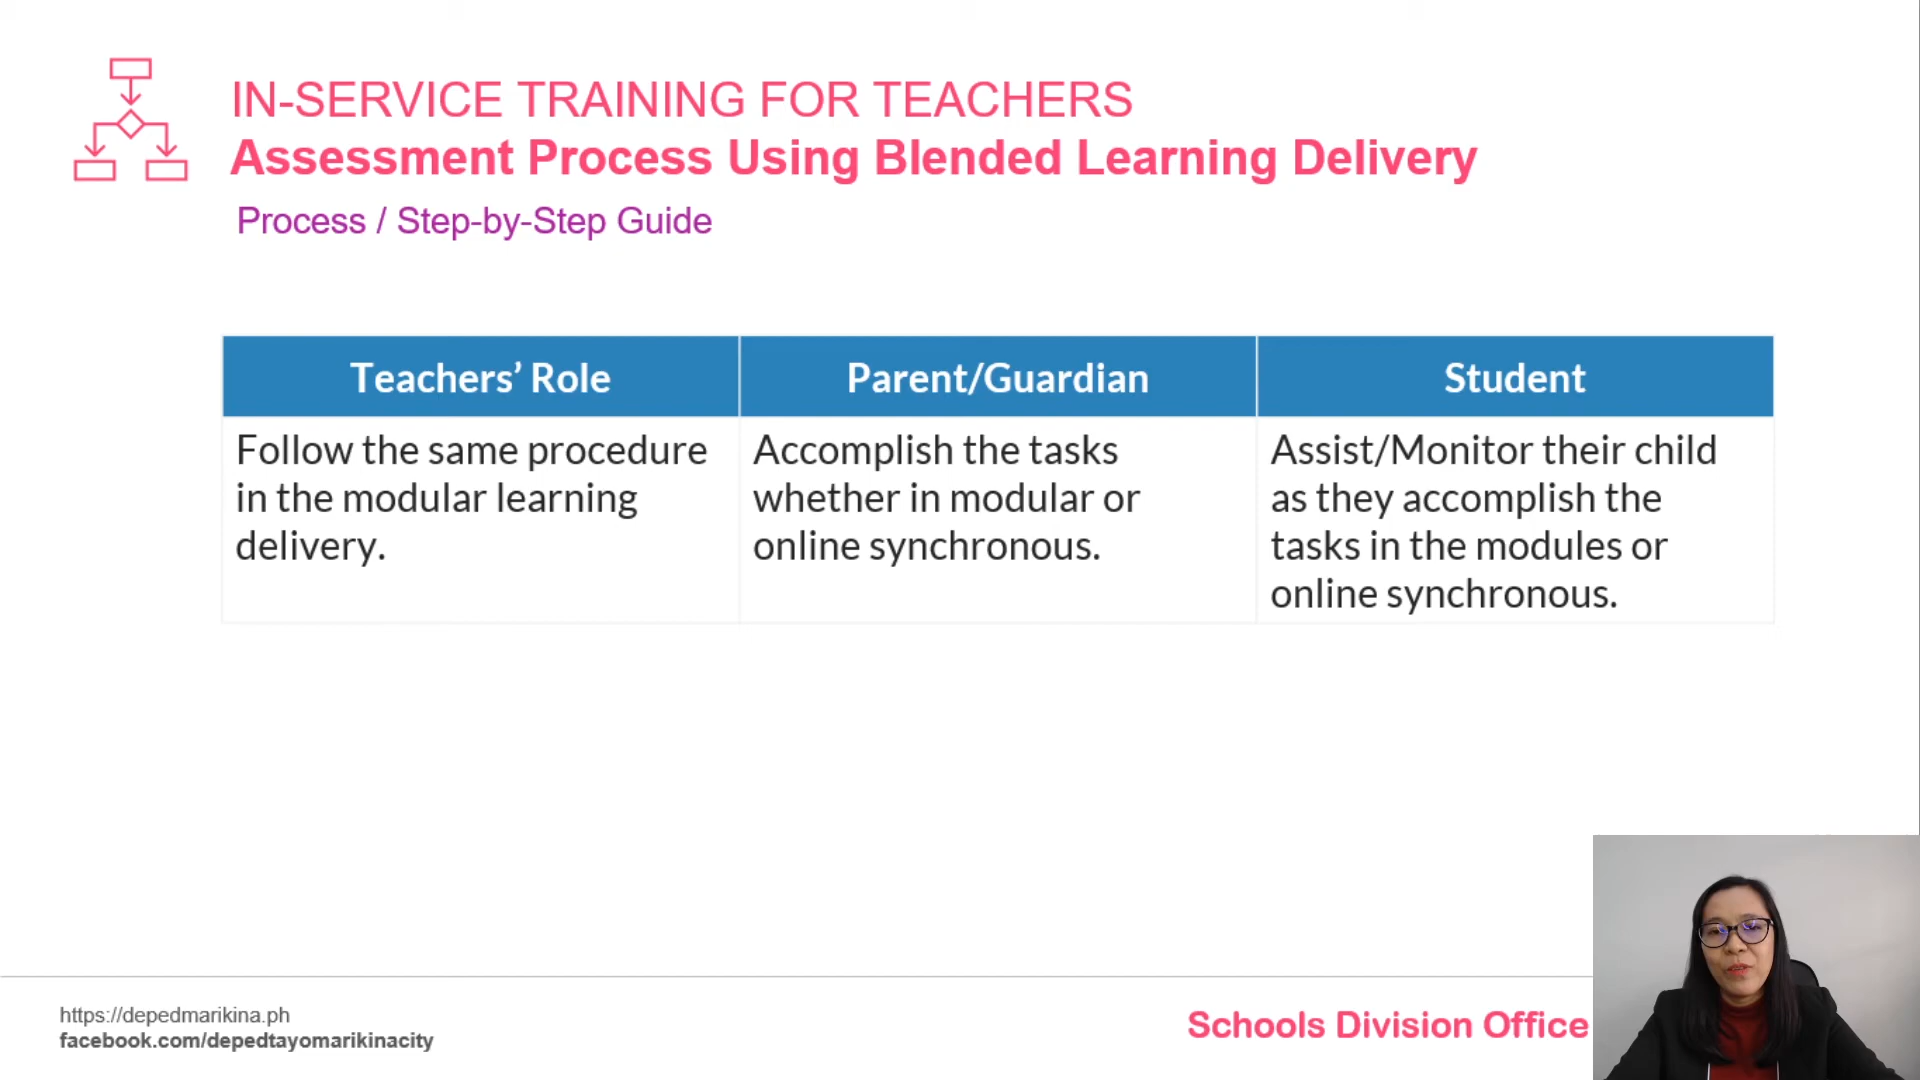 IN-SERVICE TRAINING FOR TEACHERS
Assessment Process Using Blended Learning Delivery
Process / Step-by-Step Guide
Teachers’ Role
Parent/Guardian
Student
Follow the same procedure
in the modular learning
delivery.
Accomplish the tasks
whether in modular or
online synchronous.
Assist/Monitor their child
as they accomplish the
tasks in the modules or
online synchronous.
https://depedmarikina.ph
facebook.com/depedtayomarikinacity
Schools Division Office